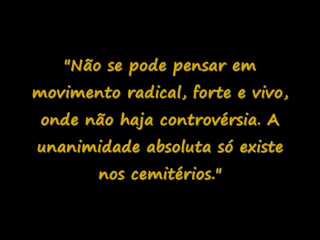 "Não se pode pensar em
movimento radical, forte e vivo,
onde não haja controvérsia. A
unanimidade absoluta só existe
nos cemitérios."